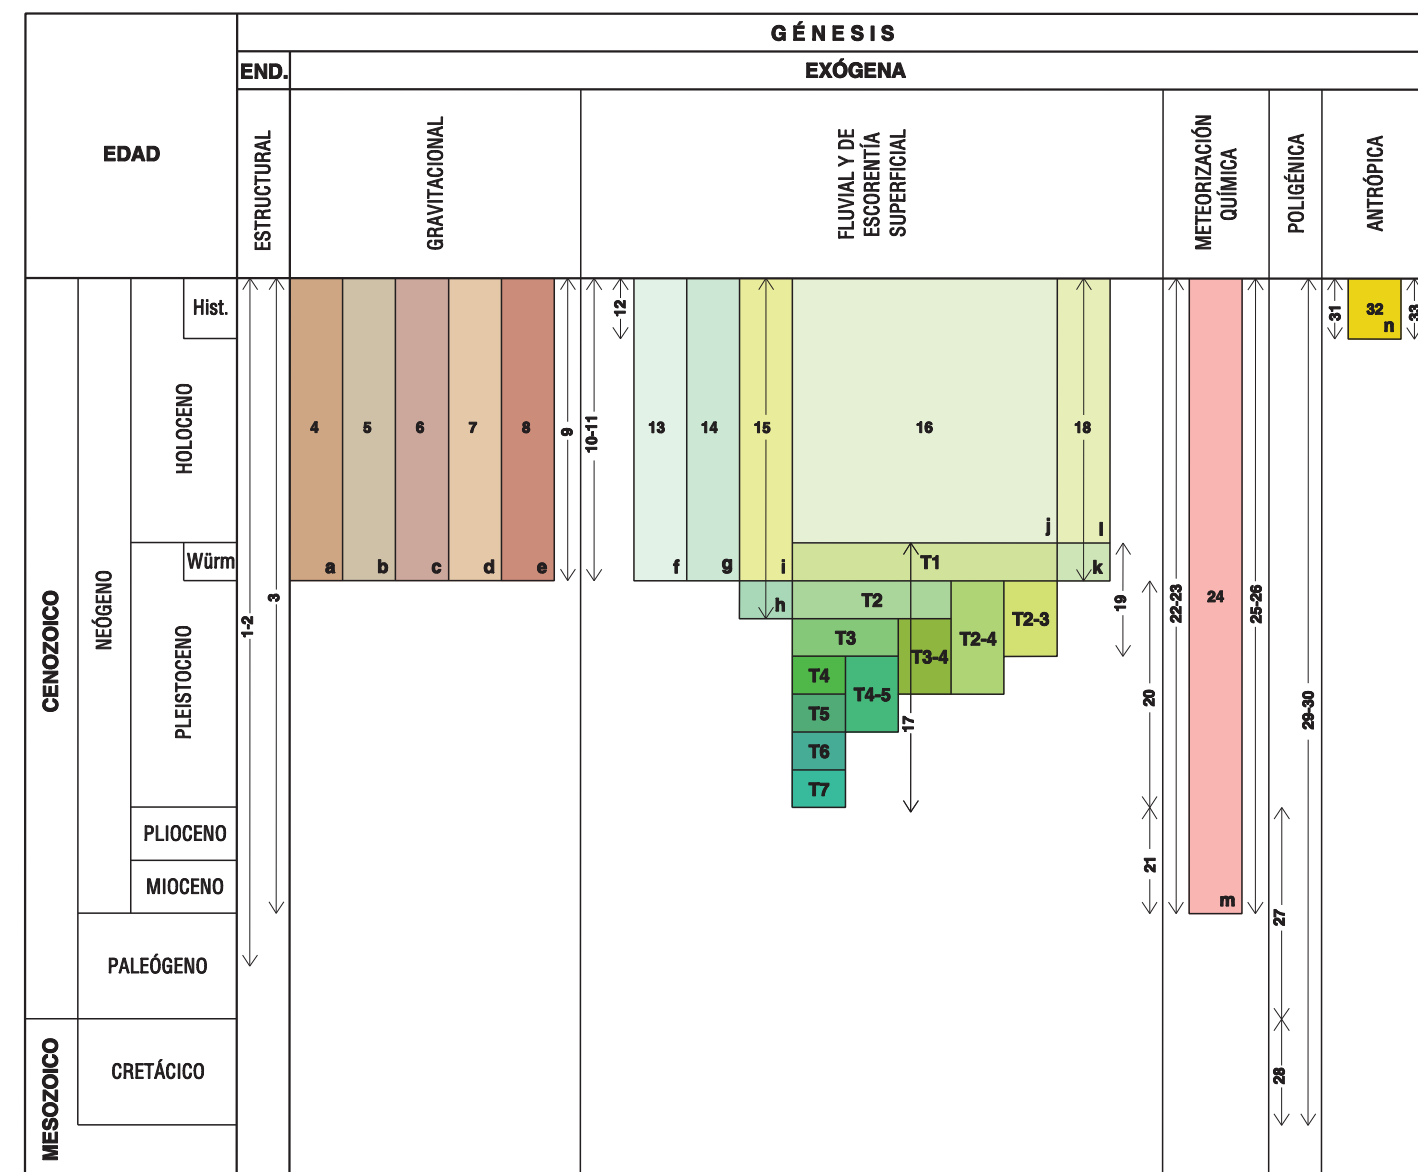 GÉNESIS
END.
EXÓGENA
EDAD
ESTRUCTURAL
GRAVITACIONAL
FLUVIAL Y DE
ESCORENTÍA
SUPERFICIAL
METEORIZACIÓN
QUÍMICA
POLIGÉNICA
ANTRÓPICA
CENOZOICO
NEÓGENO
HOLOCENO
Hist.
PLEISTOCENO
Würm
PLIOCENO
MIOCENO
PALEÓGENO
MESOZOICO
CRETÁCICO
1-2
3
4
a
5
b
6
c
7
d
8
e
9
10-11
12
13
f
14
g
15
i
h
16
j
18
l
k
T1
T2
T3
T3-4
T2-4
T2-3
T4
T4-5
T5
T6
T7
17
19
20
21
22-23
24
m
25-26
27
28
29-30
31
32
n
33